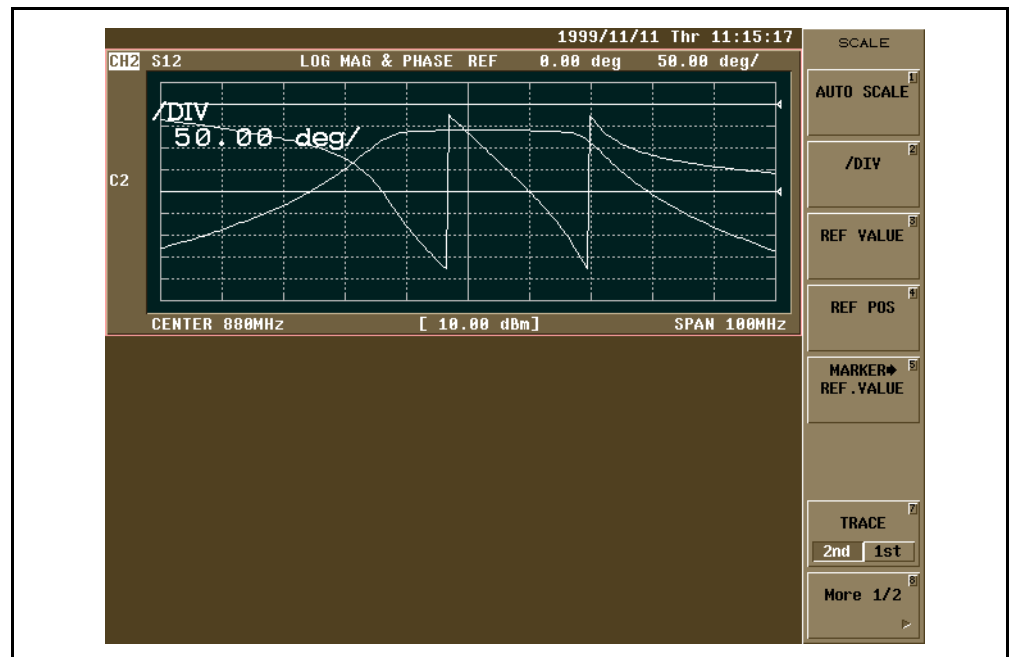 1999/11/11 Thr 11:15:17
CH2 S12 LOG MAG & PHASE REF 0.00 deg 50.00 deg/
/DIV
50.00 deg/
C2
CENTER 880MHz [ 10.00 dBm] SPAN 100MHz
SCALE
1
AUTO SCALE
2
/DIV
3
REF VALUE
4
REF POS
5
MARKER➧
REF.VALUE
7
TRACE
2nd 1st
8
More 1/2